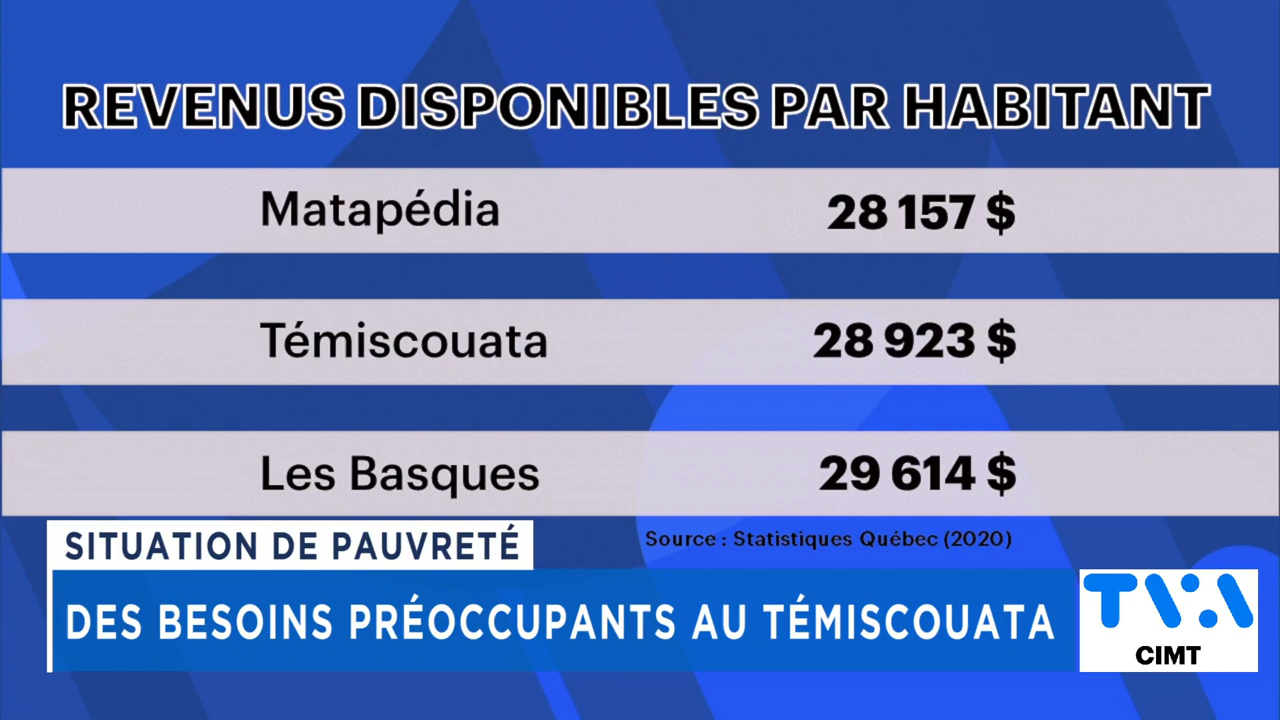 REVENUS DISPONIBLES PAR HABITANT
Matapédia 28 157 $
Témiscouata 28 923 $
Les Basques 29 614 $
Source : Statistiques Québec (2020)
SITUATION DE PAUVRETÉ
DES BESOINS PRÉOCCUPANTS AU TÉMISCOUATA
TVA
CIMT